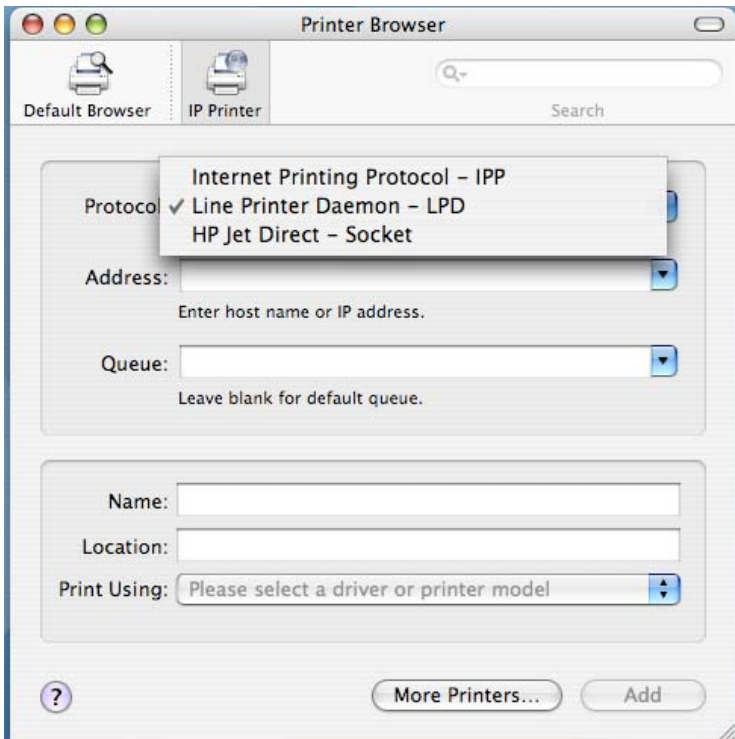 Printer Browser
Default Browser
IP Printer
Search
Internet Printing Protocol – IPP
Protocol
✓ Line Printer Daemon – LPD
HP Jet Direct – Socket
Address:
Enter host name or IP address.
Queue:
Leave blank for default queue.
Name:
Location:
Print Using: Please select a driver or printer model
? More Printers... Add